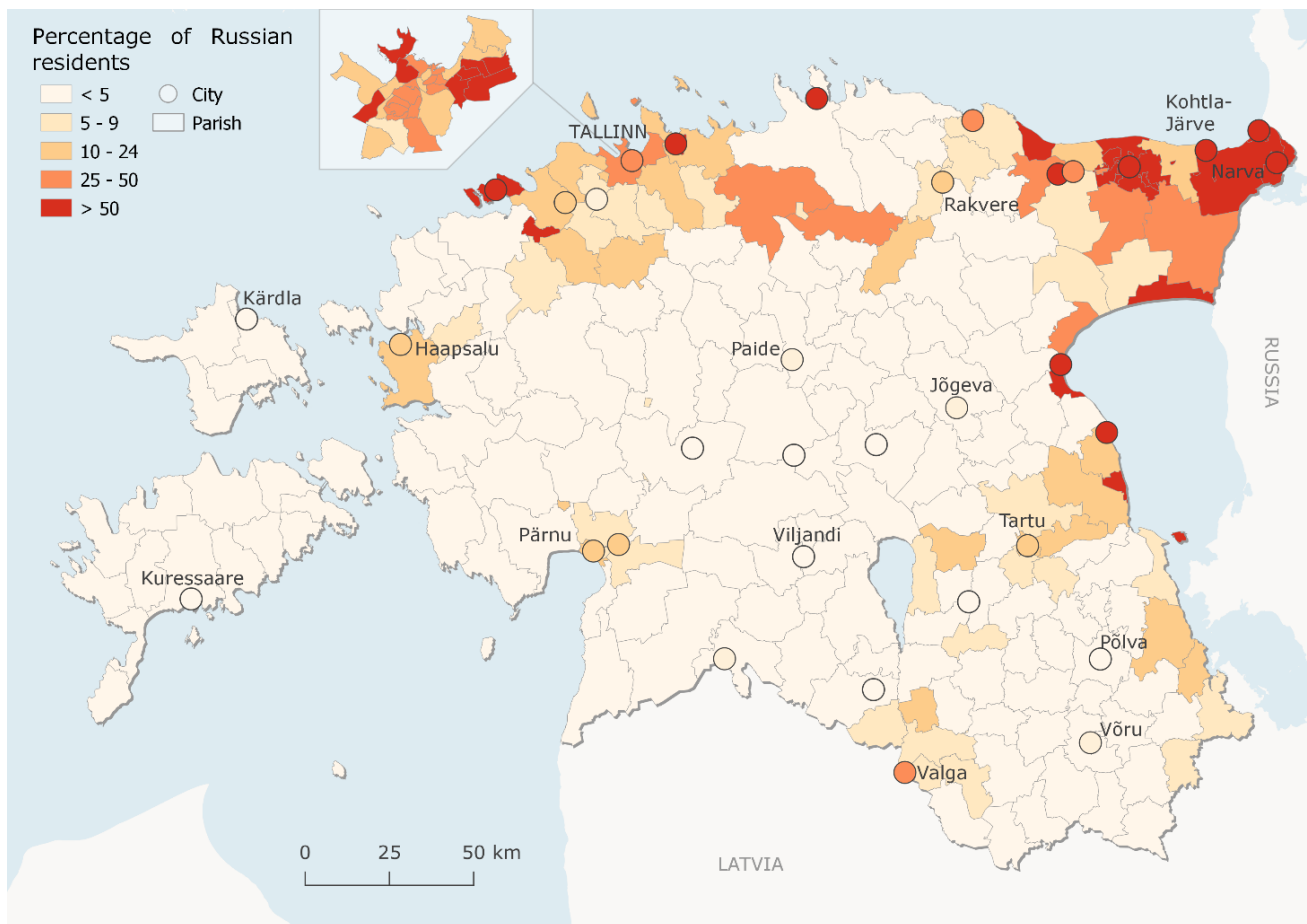 Percentage of Russian
residents
< 5
5 - 9
10 - 24
25 - 50
> 50
City
Parish
TALLINN
Kohtla-
Järve
Narva
Rakvere
Kärdla
Haapsalu
Paide
Jõgeva
RUSSIA
Pärnu
Viljandi
Tartu
Kuressaare
Põlva
Võru
Valga
0 25 50 km
LATVIA